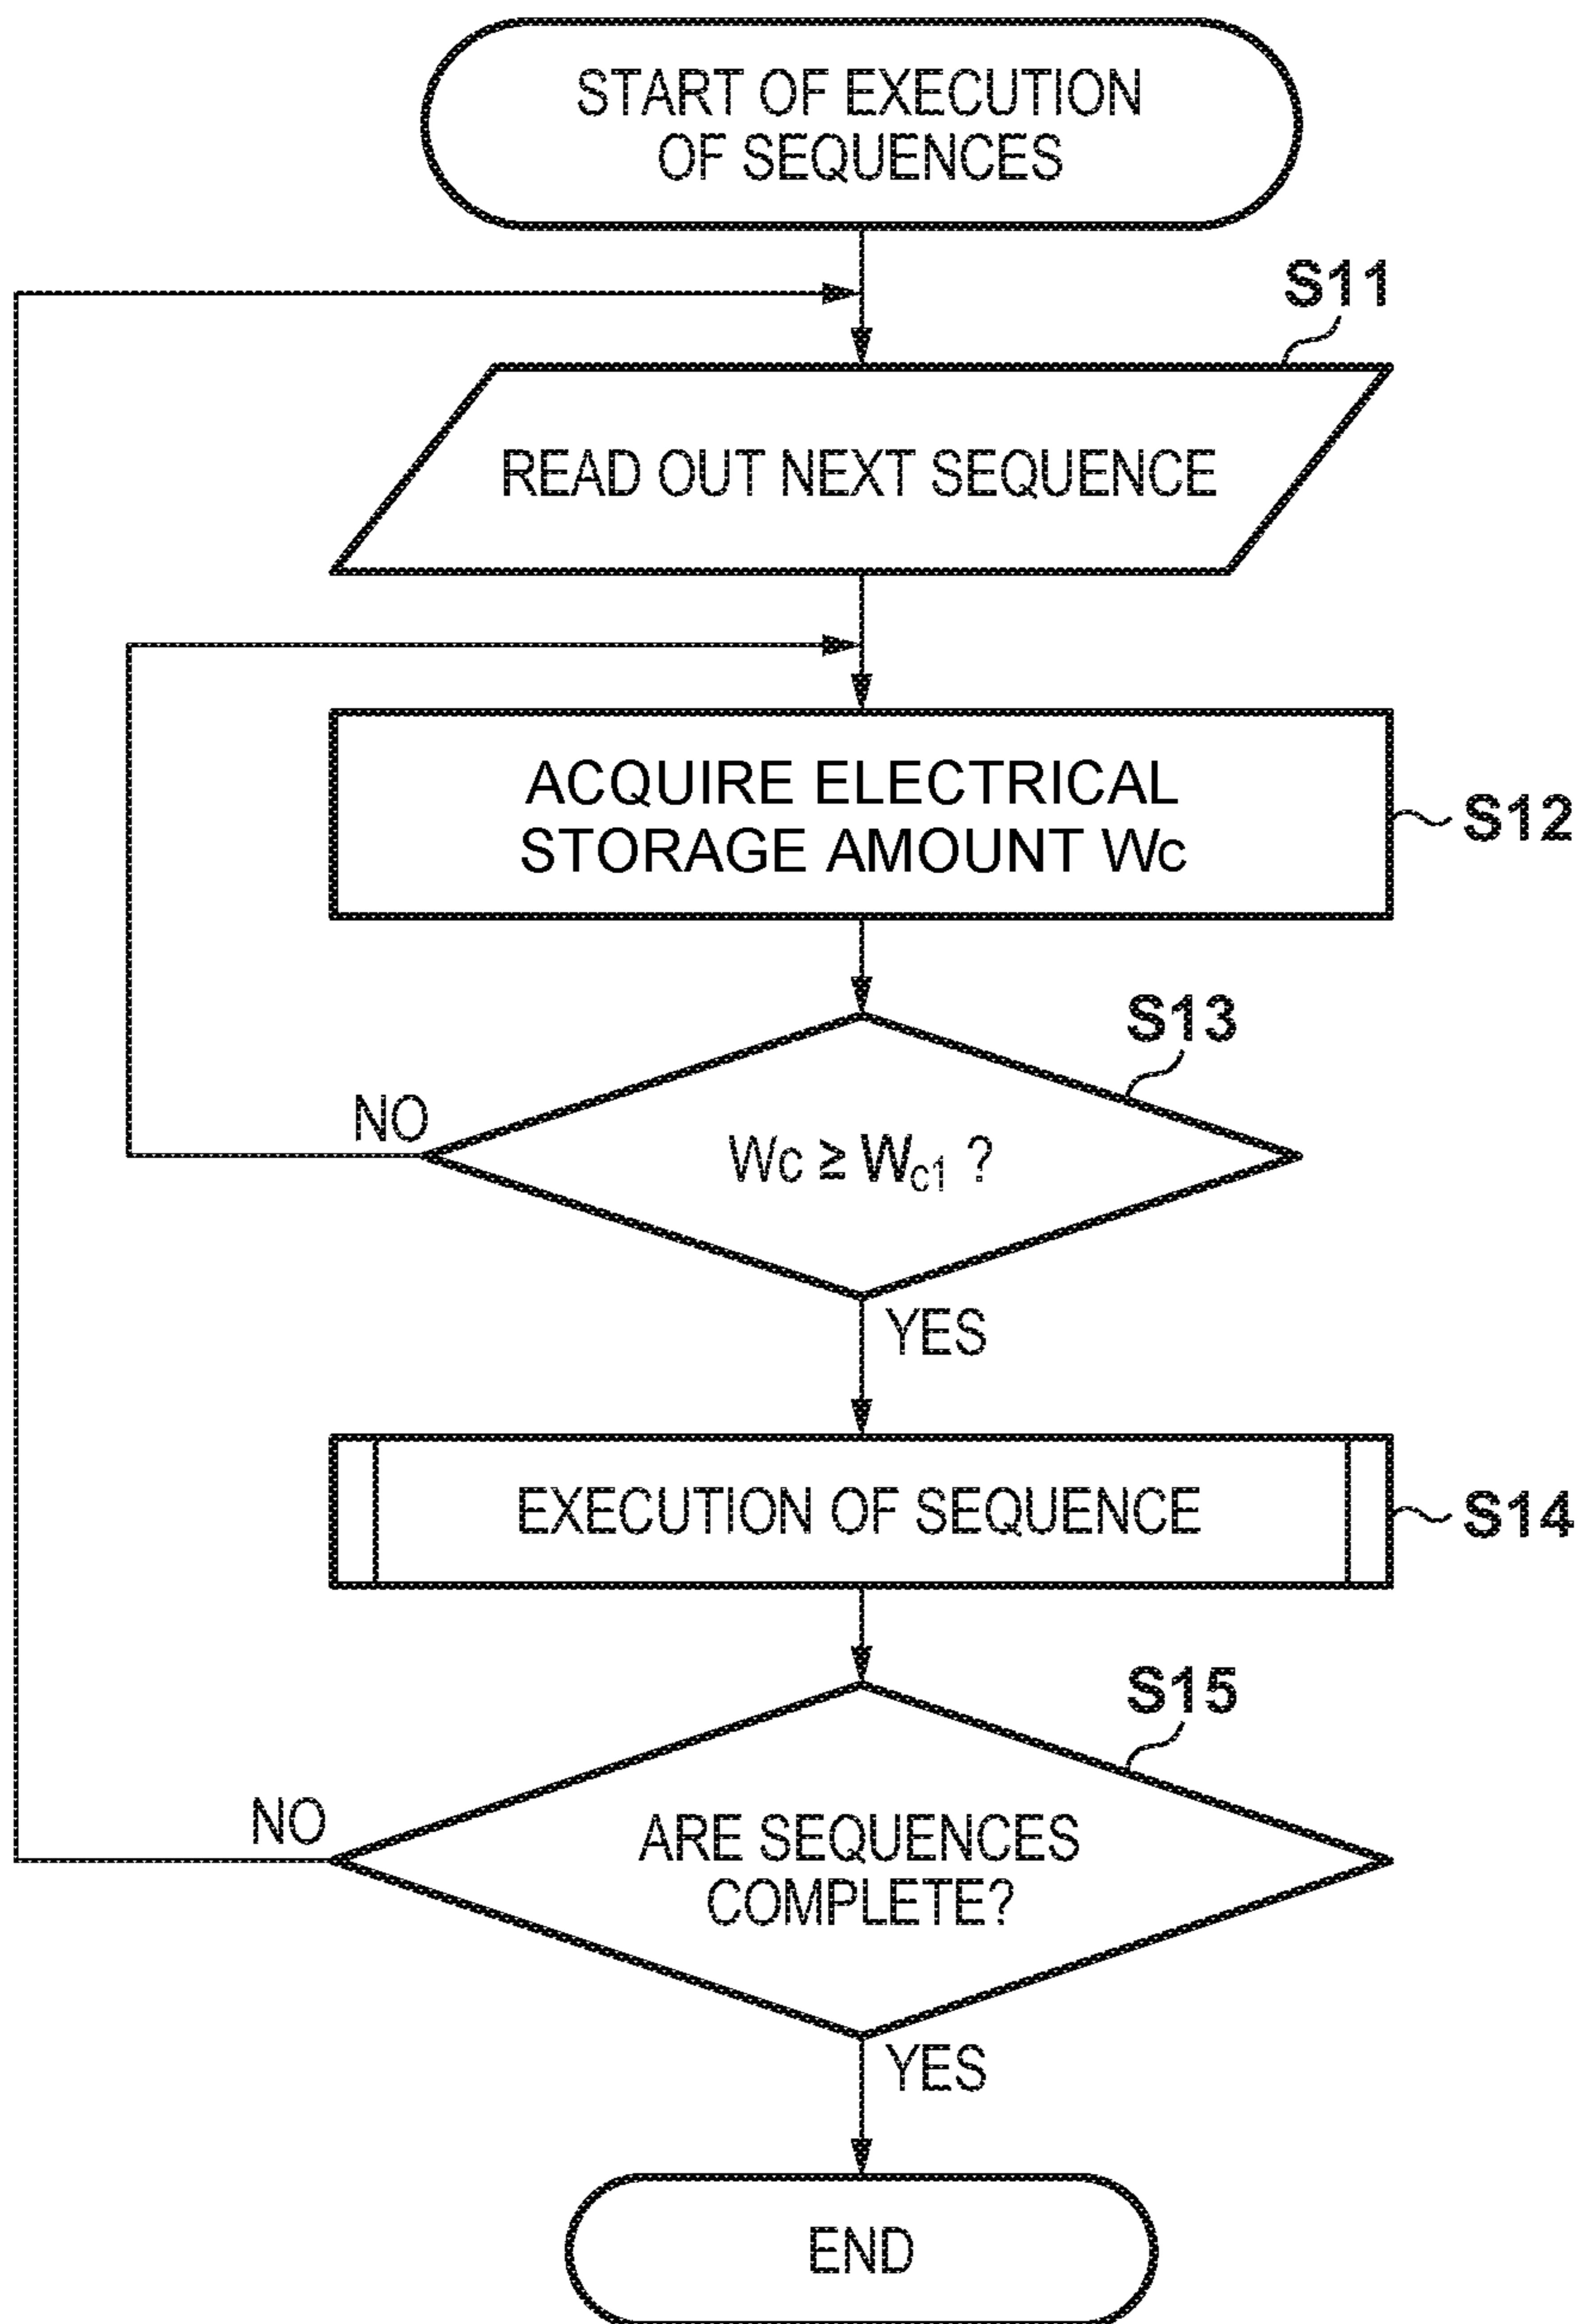 START OF EXECUTION
OF SEQUENCES
S11
READ OUT NEXT SEQUENCE
ACQUIRE ELECTRICAL
STORAGE AMOUNT Wc
S12
S13
NO
Wc ≧ Wc1 ?
YES
EXECUTION OF SEQUENCE
S14
S15
NO
ARE SEQUENCES
COMPLETE?
YES
END